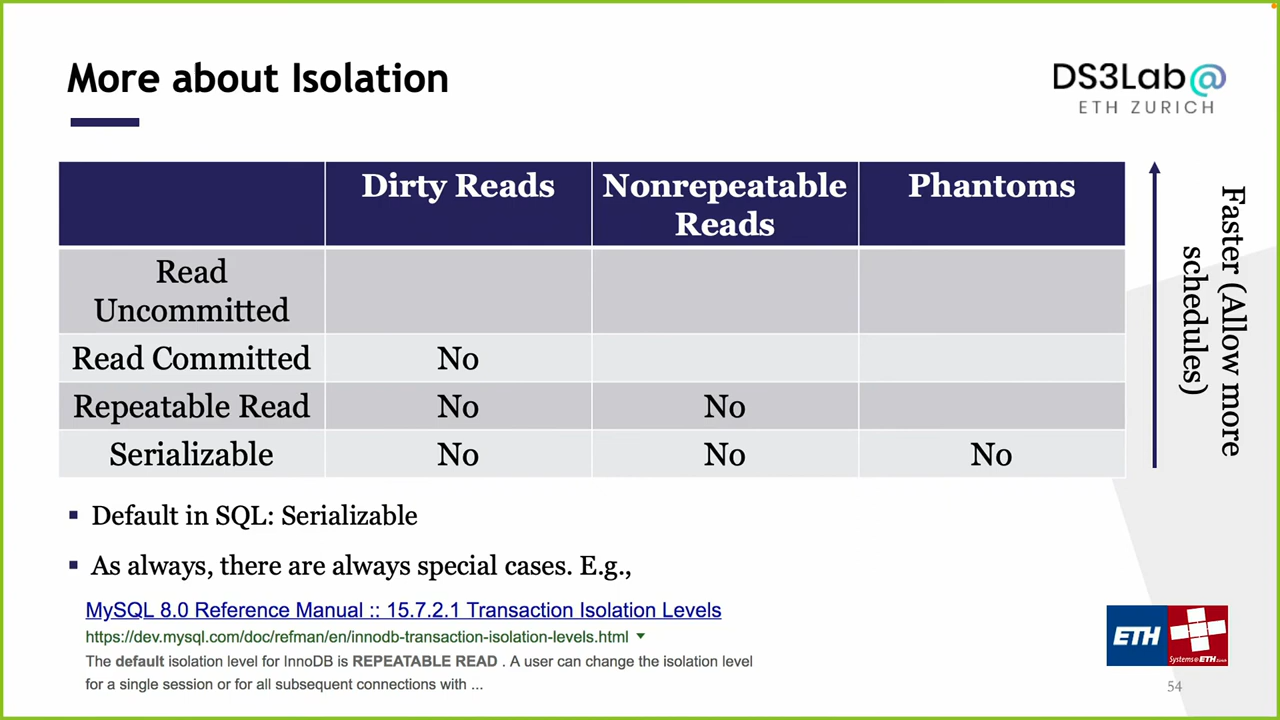 More about Isolation
DS3Lab@
ETH ZURICH
Dirty Reads
Nonrepeatable
Reads
Phantoms
Read
Uncommitted
Read Committed
No
Repeatable Read
No
No
Serializable
No
No
No
Faster (Allow more
schedules)
Default in SQL: Serializable
As always, there are always special cases. E.g.,
MySQL 8.0 Reference Manual :: 15.7.2.1 Transaction Isolation Levels
https://dev.mysql.com/doc/refman/en/innodb-transaction-isolation-levels.html
The default isolation level for InnoDB is REPEATABLE READ . A user can change the isolation level
for a single session or for all subsequent connections with ...
ETH
Systems@ETH Zürich
54